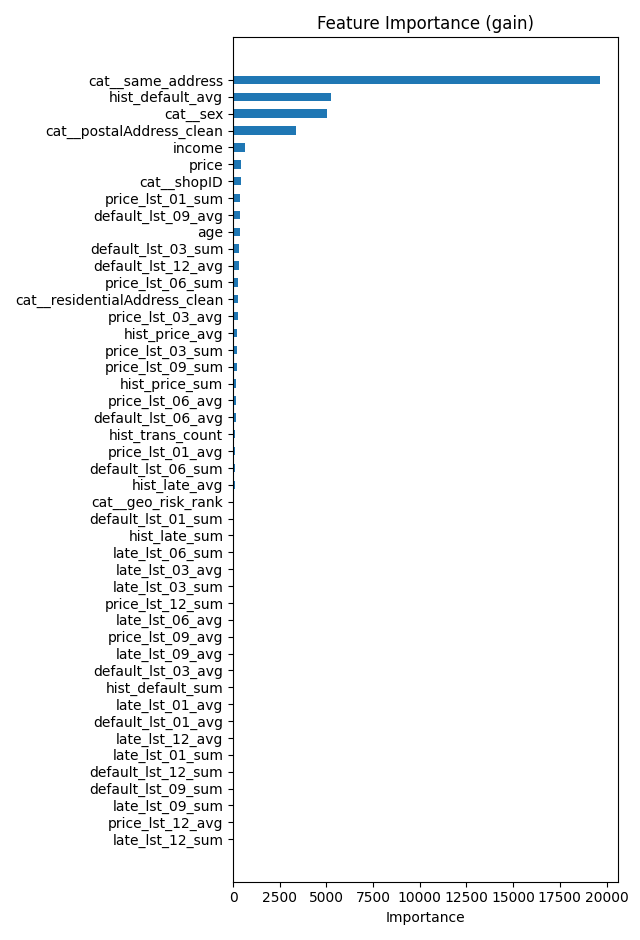 Feature Importance (gain)
cat__same_address
hist_default_avg
cat__sex
cat__postalAddress_clean
income
price
cat__shopID
price_lst_01_sum
default_lst_09_avg
age
default_lst_03_sum
default_lst_12_avg
price_lst_06_sum
cat__residentialAddress_clean
price_lst_03_avg
hist_price_avg
price_lst_03_sum
price_lst_09_sum
hist_price_sum
price_lst_06_avg
default_lst_06_avg
hist_trans_count
price_lst_01_avg
default_lst_06_sum
hist_late_avg
cat__geo_risk_rank
default_lst_01_sum
hist_late_sum
late_lst_06_sum
late_lst_03_avg
late_lst_03_sum
price_lst_12_sum
late_lst_06_avg
price_lst_09_avg
late_lst_09_avg
default_lst_03_avg
hist_default_sum
late_lst_01_avg
default_lst_01_avg
late_lst_12_avg
late_lst_01_sum
default_lst_12_sum
default_lst_09_sum
late_lst_09_sum
price_lst_12_avg
late_lst_12_sum
0 2500 5000 7500 10000 12500 15000 17500 20000
Importance